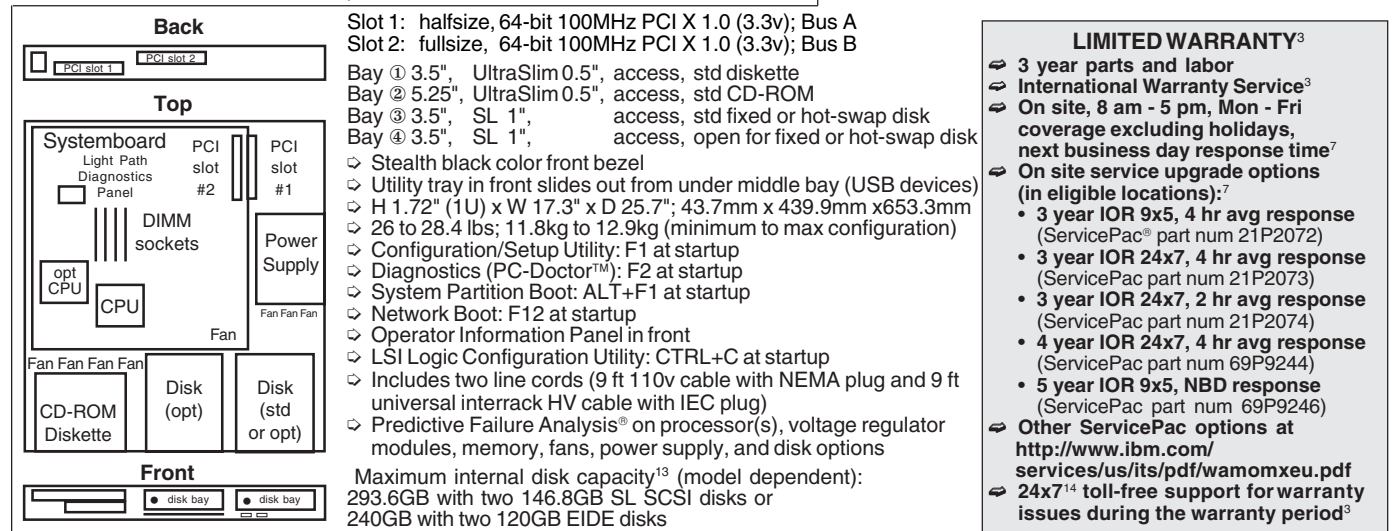 Back
PCI slot 1
PCI slot 2
Top
Systemboard
Light Path
Diagnostics
Panel
PCI
slot
#2
PCI
slot
#1
DIMM
sockets
Power
Supply
opt
CPU
CPU
Fan Fan Fan
Fan
Fan Fan Fan Fan
CD-ROM
Diskette
Disk
(opt)
Disk
(std
or opt)
Front
disk bay
disk bay
Slot 1: halfsize, 64-bit 100MHz PCI X 1.0 (3.3v); Bus A
Slot 2: fullsize, 64-bit 100MHz PCI X 1.0 (3.3v); Bus B
Bay ① 3.5", UltraSlim 0.5", access, std diskette
Bay ② 5.25", UltraSlim 0.5", access, std CD-ROM
Bay ③ 3.5", SL 1", access, std fixed or hot-swap disk
Bay ④ 3.5", SL 1", access, open for fixed or hot-swap disk
➪ Stealth black color front bezel
➪ Utility tray in front slides out from under middle bay (USB devices)
➪ H 1.72" (1U) x W 17.3" x D 25.7"; 43.7mm x 439.9mm x653.3mm
➪ 26 to 28.4 lbs; 11.8kg to 12.9kg (minimum to max configuration)
➪ Configuration/Setup Utility: F1 at startup
➪ Diagnostics (PC-Doctor™): F2 at startup
➪ System Partition Boot: ALT+F1 at startup
➪ Network Boot: F12 at startup
➪ Operator Information Panel in front
➪ LSI Logic Configuration Utility: CTRL+C at startup
➪ Includes two line cords (9 ft 110v cable with NEMA plug and 9 ft
universal interrack HV cable with IEC plug)
➪ Predictive Failure Analysis® on processor(s), voltage regulator
modules, memory, fans, power supply, and disk options
Maximum internal disk capacity¹³ (model dependent):
293.6GB with two 146.8GB SL SCSI disks or
240GB with two 120GB EIDE disks
LIMITED WARRANTY³
➫ 3 year parts and labor
➫ International Warranty Service³
➫ On site, 8 am - 5 pm, Mon - Fri
coverage excluding holidays,
next business day response time⁷
➫ On site service upgrade options
(in eligible locations):⁷
• 3 year IOR 9x5, 4 hr avg response
(ServicePac® part num 21P2072)
• 3 year IOR 24x7, 4 hr avg response
(ServicePac part num 21P2073)
• 3 year IOR 24x7, 2 hr avg response
(ServicePac part num 21P2074)
• 4 year IOR 24x7, 4 hr avg response
(ServicePac part num 69P9244)
• 5 year IOR 9x5, NBD response
(ServicePac part num 69P9246)
➫ Other ServicePac options at
http://www.ibm.com/
services/us/its/pdf/wamomxeu.pdf
➫ 24x7¹⁴ toll-free support for warranty
issues during the warranty period³